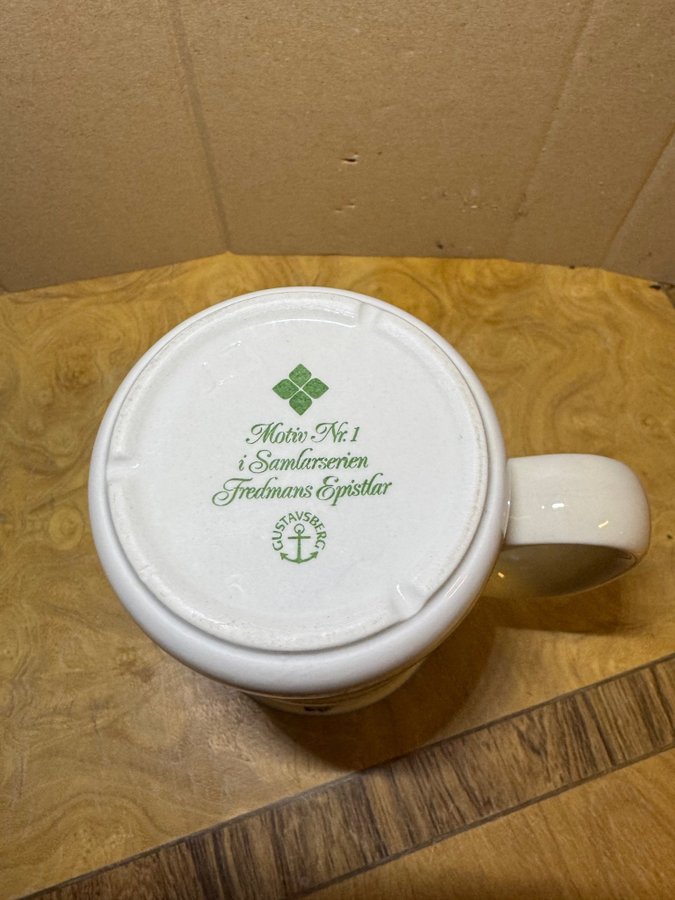 Motiv Nr. 1
i Samlarserien
Fredmans Epistlar
GUSTAVSBERG